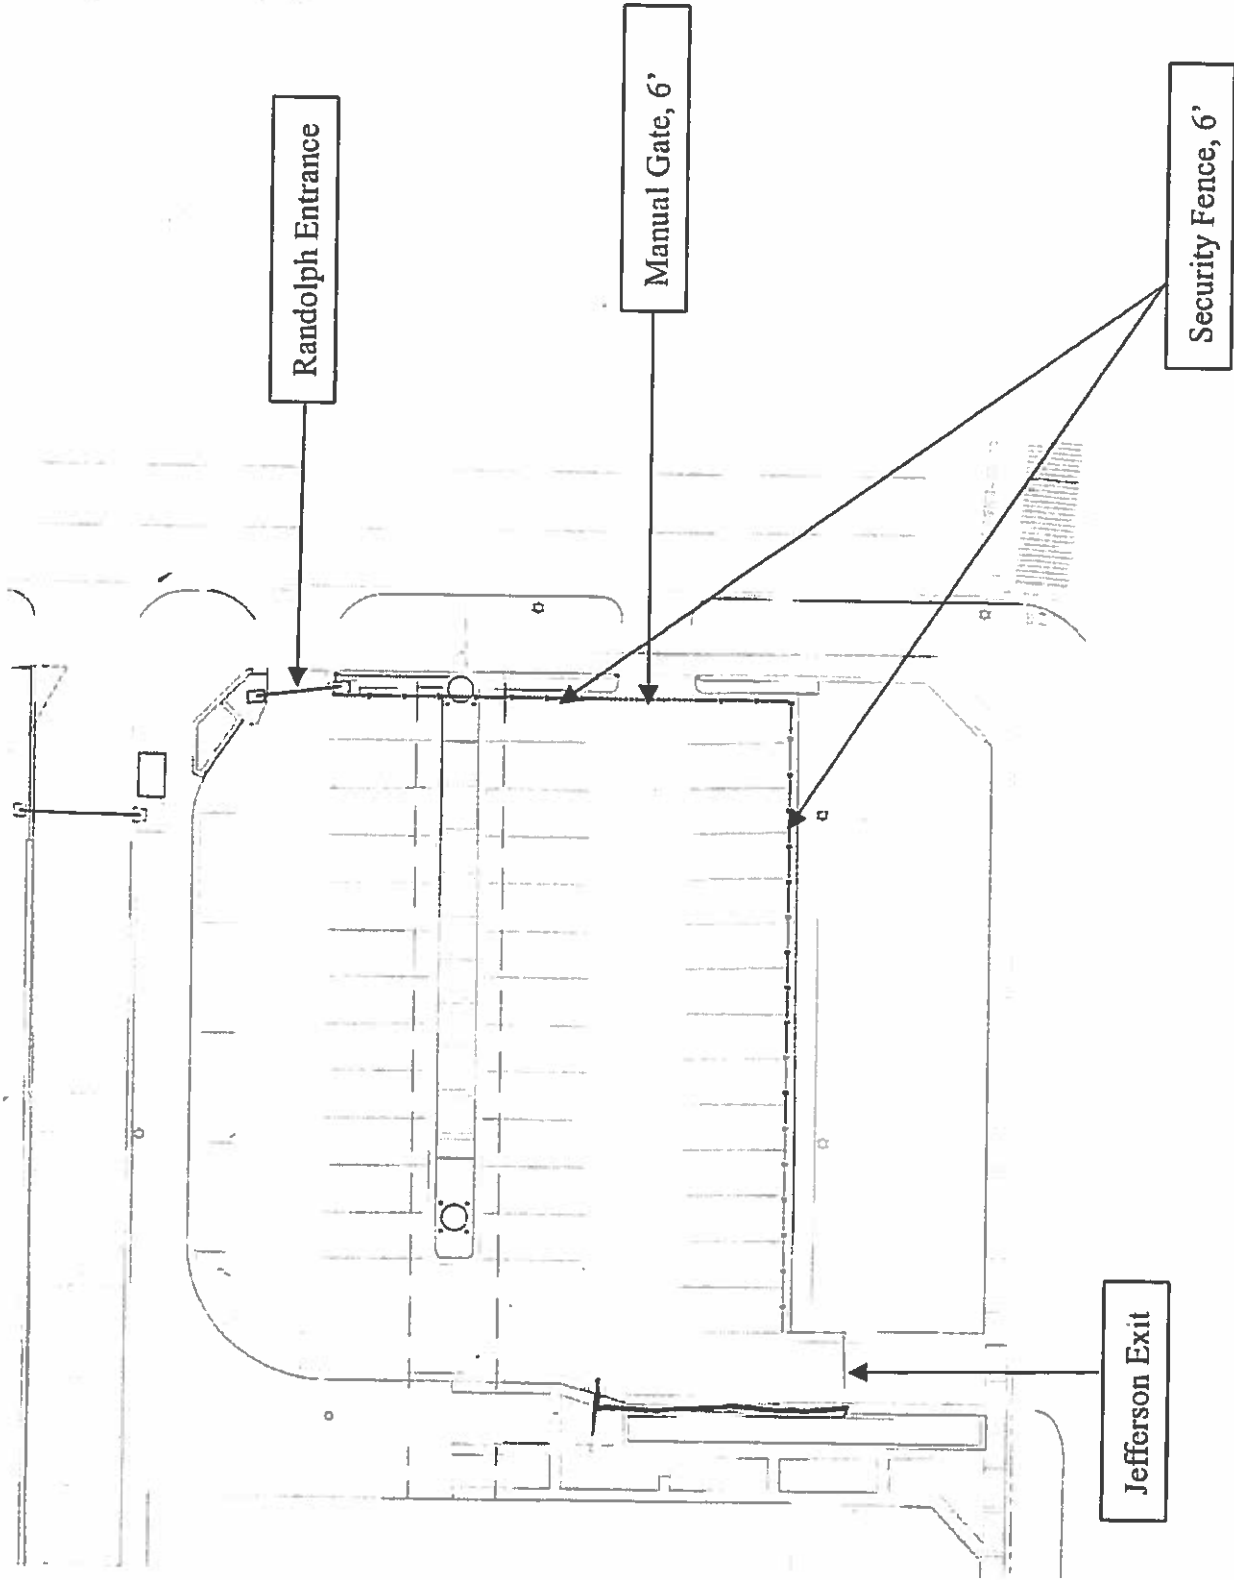 Randolph Entrance
Manual Gate, 6’
Security Fence, 6’
Jefferson Exit